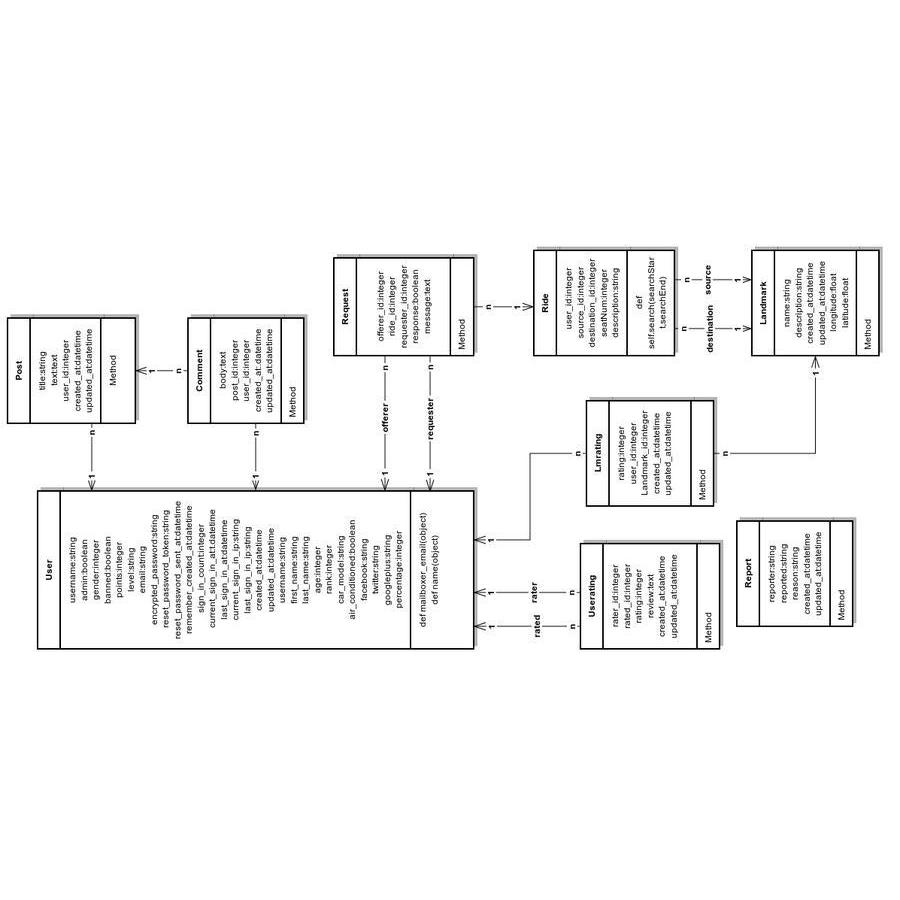 Post
title:string
text:text
user_id:integer
created_at:datetime
updated_at:datetime
Method
1
n
Comment
body:text
post_id:integer
user_id:integer
created_at:datetime
updated_at:datetime
Method
n
1
n
1
User
username:string
admin:boolean
gender:integer
banned:boolean
points:integer
level:string
email:string
encrypted_password:string
reset_password_token:string
reset_password_sent_at:datetime
remember_created_at:datetime
sign_in_count:integer
current_sign_in_att:datetime
last_sign_in_at:datetime
current_sign_in_ip:string
last_sign_in_ip:string
created_at:datetime
updated_at:datetime
username:string
first_name:string
last_name:string
age:integer
rank:integer
car_model:string
air_conditioned:boolean
facebook:string
twitter:string
googleplus:string
percentage:integer
def mailboxer_email(object)
def name(object)
Request
offerer_id:integer
ride_id:integer
requester_id:integer
response:boolean
message:text
Method
n
offerer
1
n
requester
1
n
1
Ride
user_id:integer
source_id:integer
destination_id:integer
seatNum:integer
description:string
def
self.search(searchStar
t,searchEnd)
n
source
1
n
destination
1
Landmark
name:string
description:string
created_at:datetime
updated_at:datetime
longitude:float
latitude:float
Method
Lmrating
rating:integer
user_id:integer
Landmark_id:integer
created_at:datetime
updated_at:datetime
Method
n
1
n
1
Userating
rater_id:integer
rated_id:integer
rating:integer
review:text
created_at:datetime
updated_at:datetime
Method
n
rater
1
n
rated
1
Report
reporter:string
reported:string
reason:string
created_at:datetime
updated_at:datetime
Method